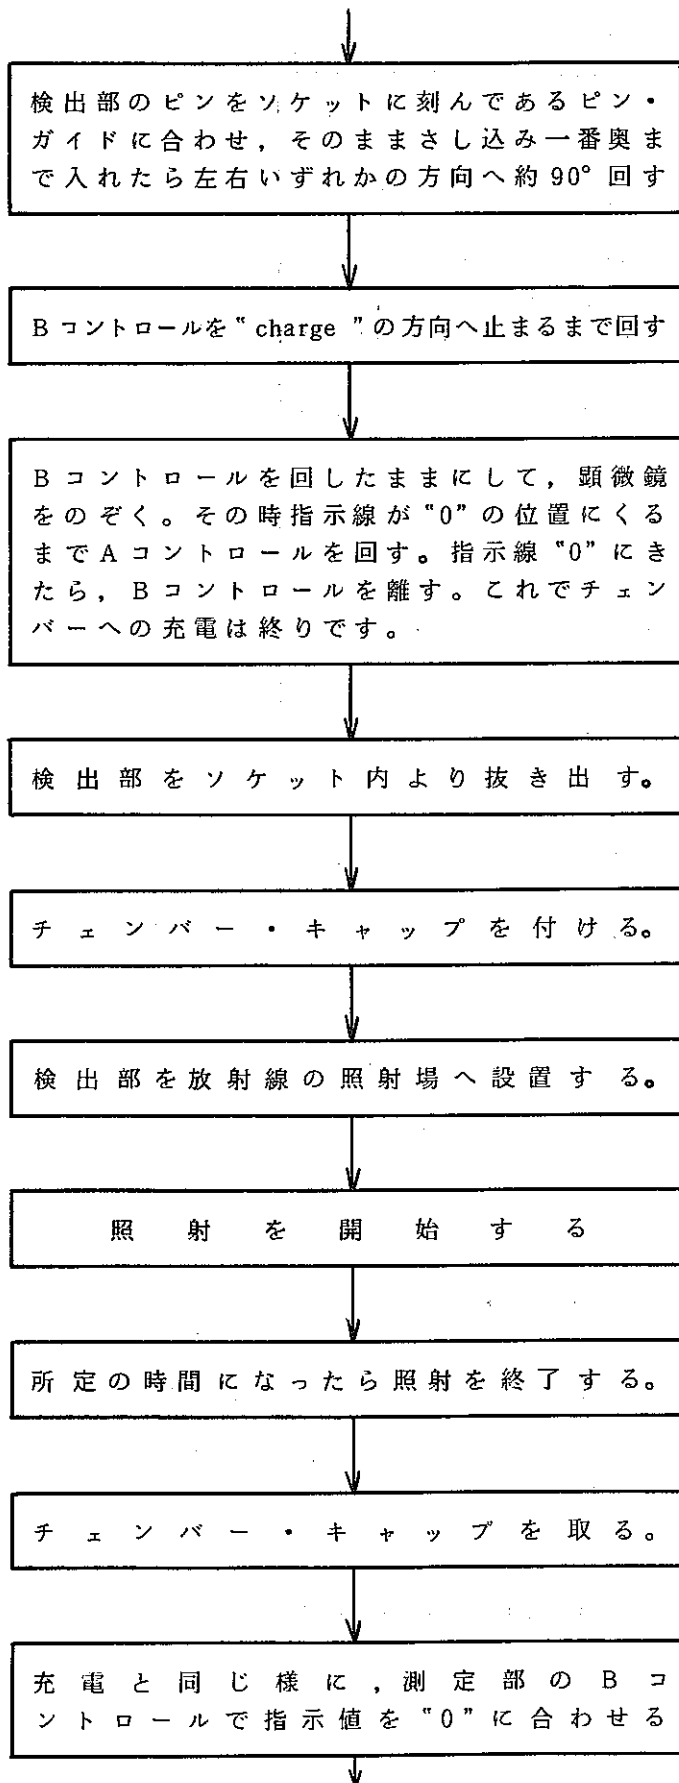 検出部のピンをソケットに刻んであるピン・
ガイドに合わせ，そのままさし込み一番奥ま
で入れたら左右いずれかの方向へ約90°回す
Bコントロールを“charge”の方向へ止まるまで回す
Bコントロールを回したままにして，顕微鏡
をのぞく。その時指示線が“0”の位置にくる
までAコントロールを回す。指示線“0”にき
たら，Bコントロールを離す。これでチェン
バーへの充電は終りです。
検出部をソケット内より抜き出す。
チェンバー・キャップを付ける。
検出部を放射線の照射場へ設置する。
照射を開始する
所定の時間になったら照射を終了する。
チェンバー・キャップを取る。
充電と同じ様に，測定部のBコ
ントロールで指示値を“0”に合わせる